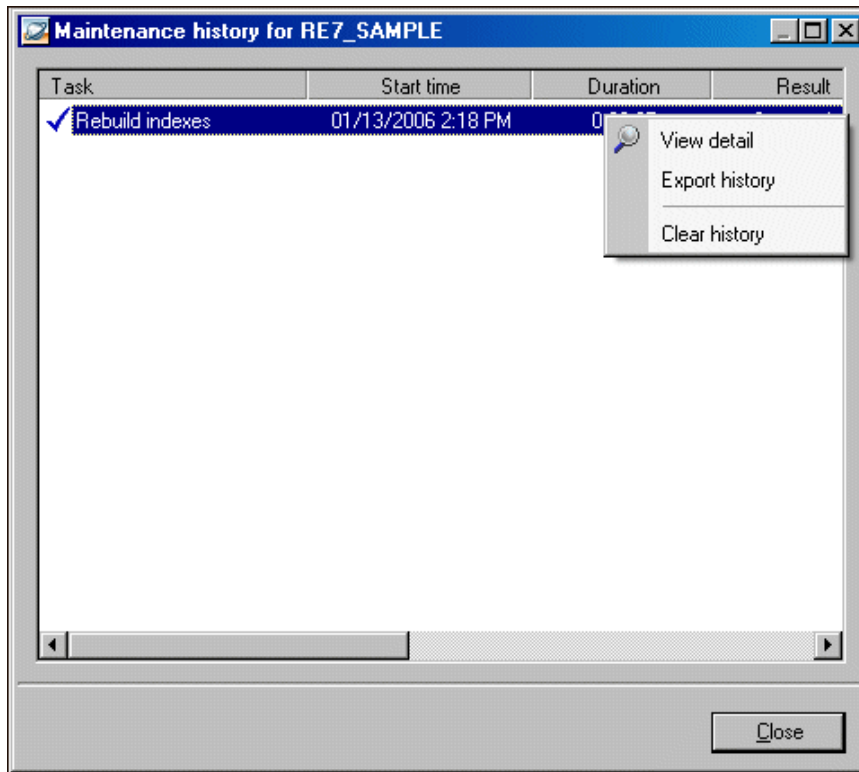 Maintenance history for RE7_SAMPLE
Task Start time Duration Result
Rebuild indexes 01/13/2006 2:18 PM
View detail
Export history
Clear history
Close